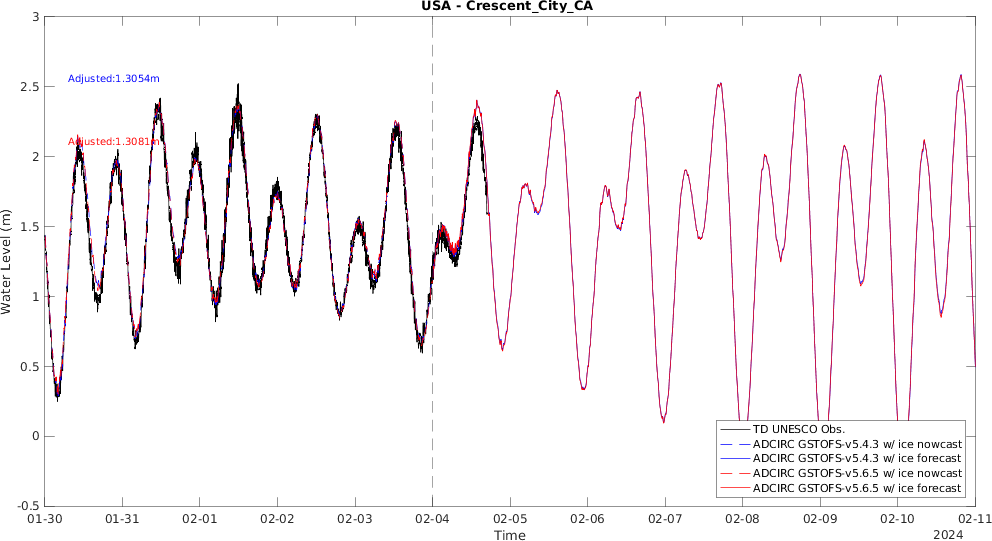 USA - Crescent_City_CA
Adjusted:1.3054m
Adjusted:1.3081m
Water Level (m)
3
2.5
2
1.5
1
0.5
0
-0.5
01-30 01-31 02-01 02-02 02-03 02-04 02-05 02-06 02-07 02-08 02-09 02-10 02-11
Time
2024
TD UNESCO Obs.
ADCIRC GSTOFS-v5.4.3 w/ ice nowcast
ADCIRC GSTOFS-v5.4.3 w/ ice forecast
ADCIRC GSTOFS-v5.6.5 w/ ice nowcast
ADCIRC GSTOFS-v5.6.5 w/ ice forecast